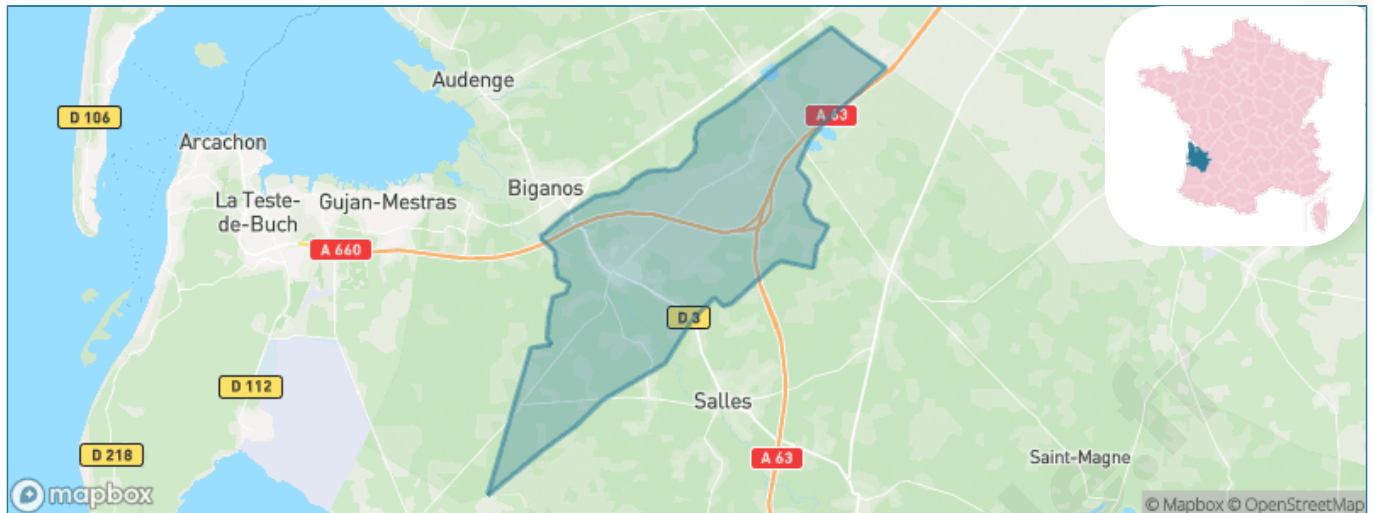 Audenge
D 106
A 63
Arcachon
Biganos
La Teste-
de-Buch
Gujan-Mestras
A 660
D 3
D 112
Salles
D 218
A 63
Saint-Magne
mapbox
© Mapbox © OpenStreetMap